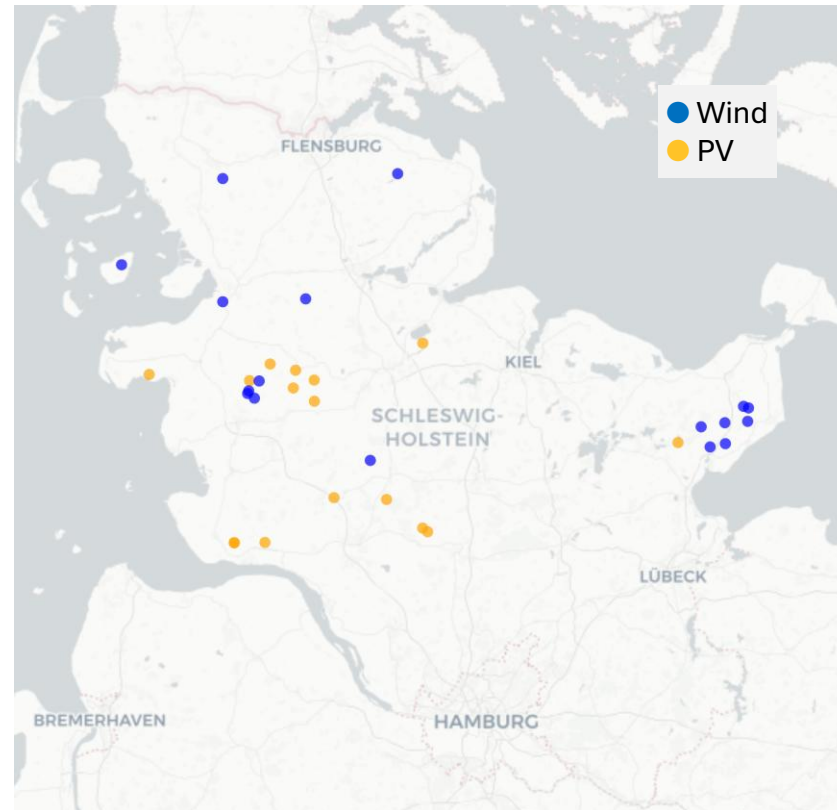 Wind
PV
FLENSBURG
KIEL
SCHLESWIG-
HOLSTEIN
LÜBECK
BREMERHAVEN
HAMBURG